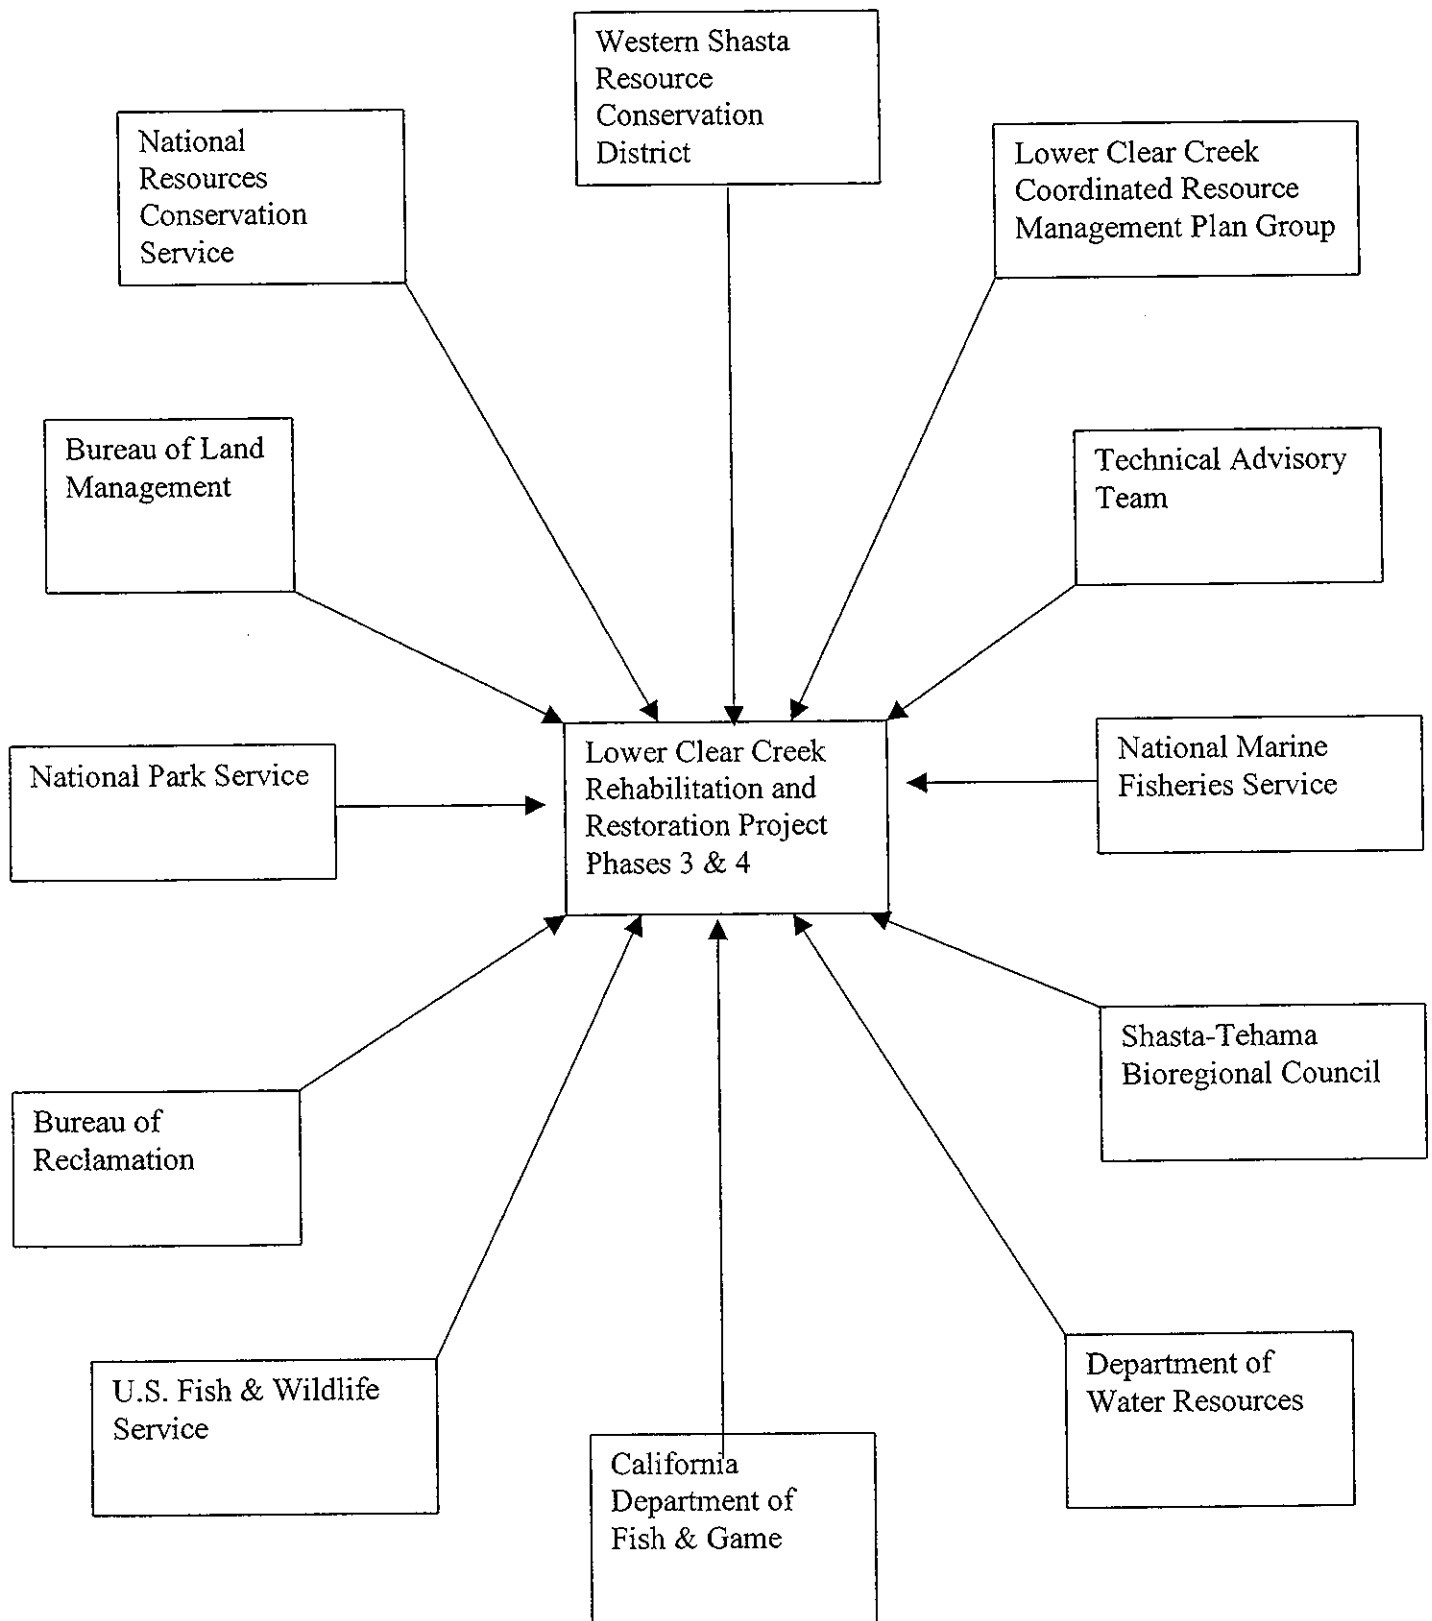 Western Shasta
Resource
Conservation
District
National
Resources
Conservation
Service
Lower Clear Creek
Coordinated Resource
Management Plan Group
Bureau of Land
Management
Technical Advisory
Team
National Park Service
Lower Clear Creek
Rehabilitation and
Restoration Project
Phases 3 & 4
National Marine
Fisheries Service
Shasta-Tehama
Bioregional Council
Bureau of
Reclamation
U.S. Fish & Wildlife
Service
California
Department of
Fish & Game
Department of
Water Resources